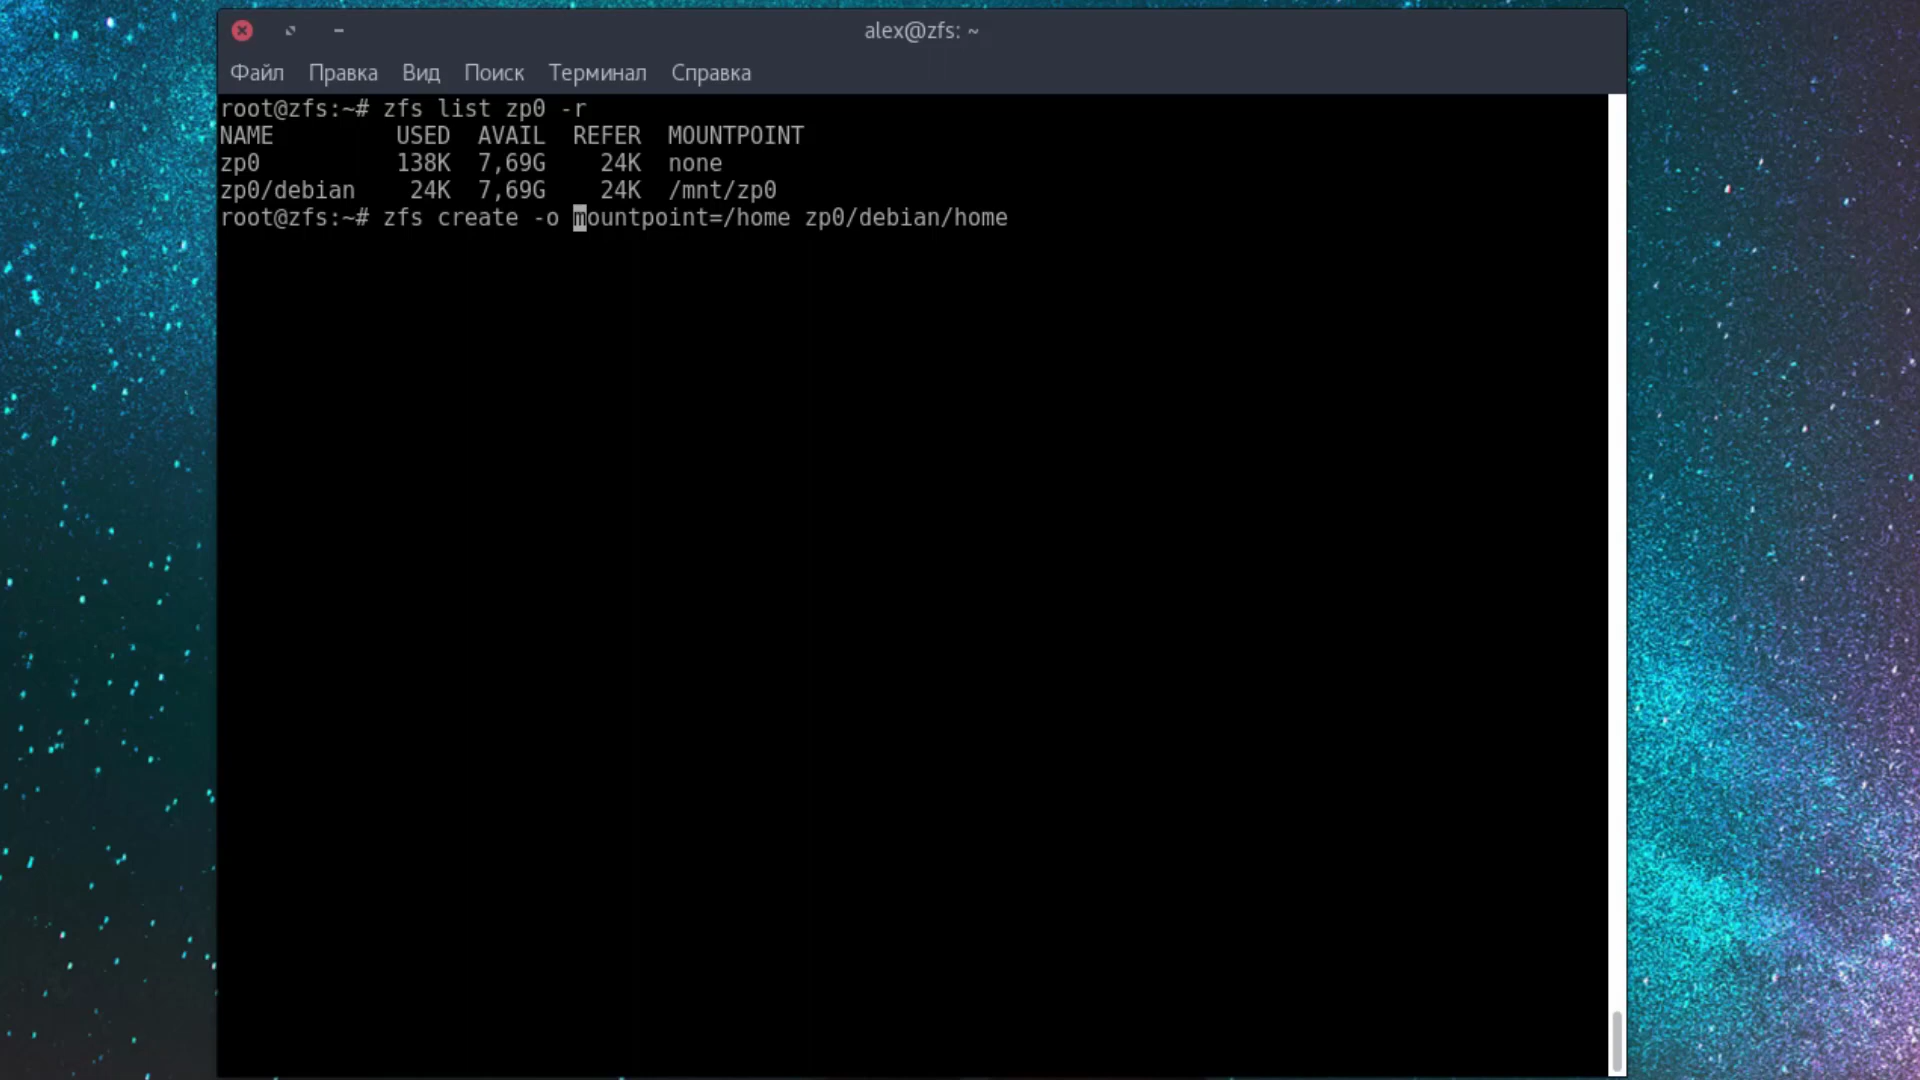 alex@zfs: ~
Файл Правка Вид Поиск Терминал Справка
root@zfs:~# zfs list zp0 -r
NAME USED AVAIL REFER MOUNTPOINT
zp0 138K 7,69G 24K none
zp0/debian 24K 7,69G 24K /mnt/zp0
root@zfs:~# zfs create -o mountpoint=/home zp0/debian/home